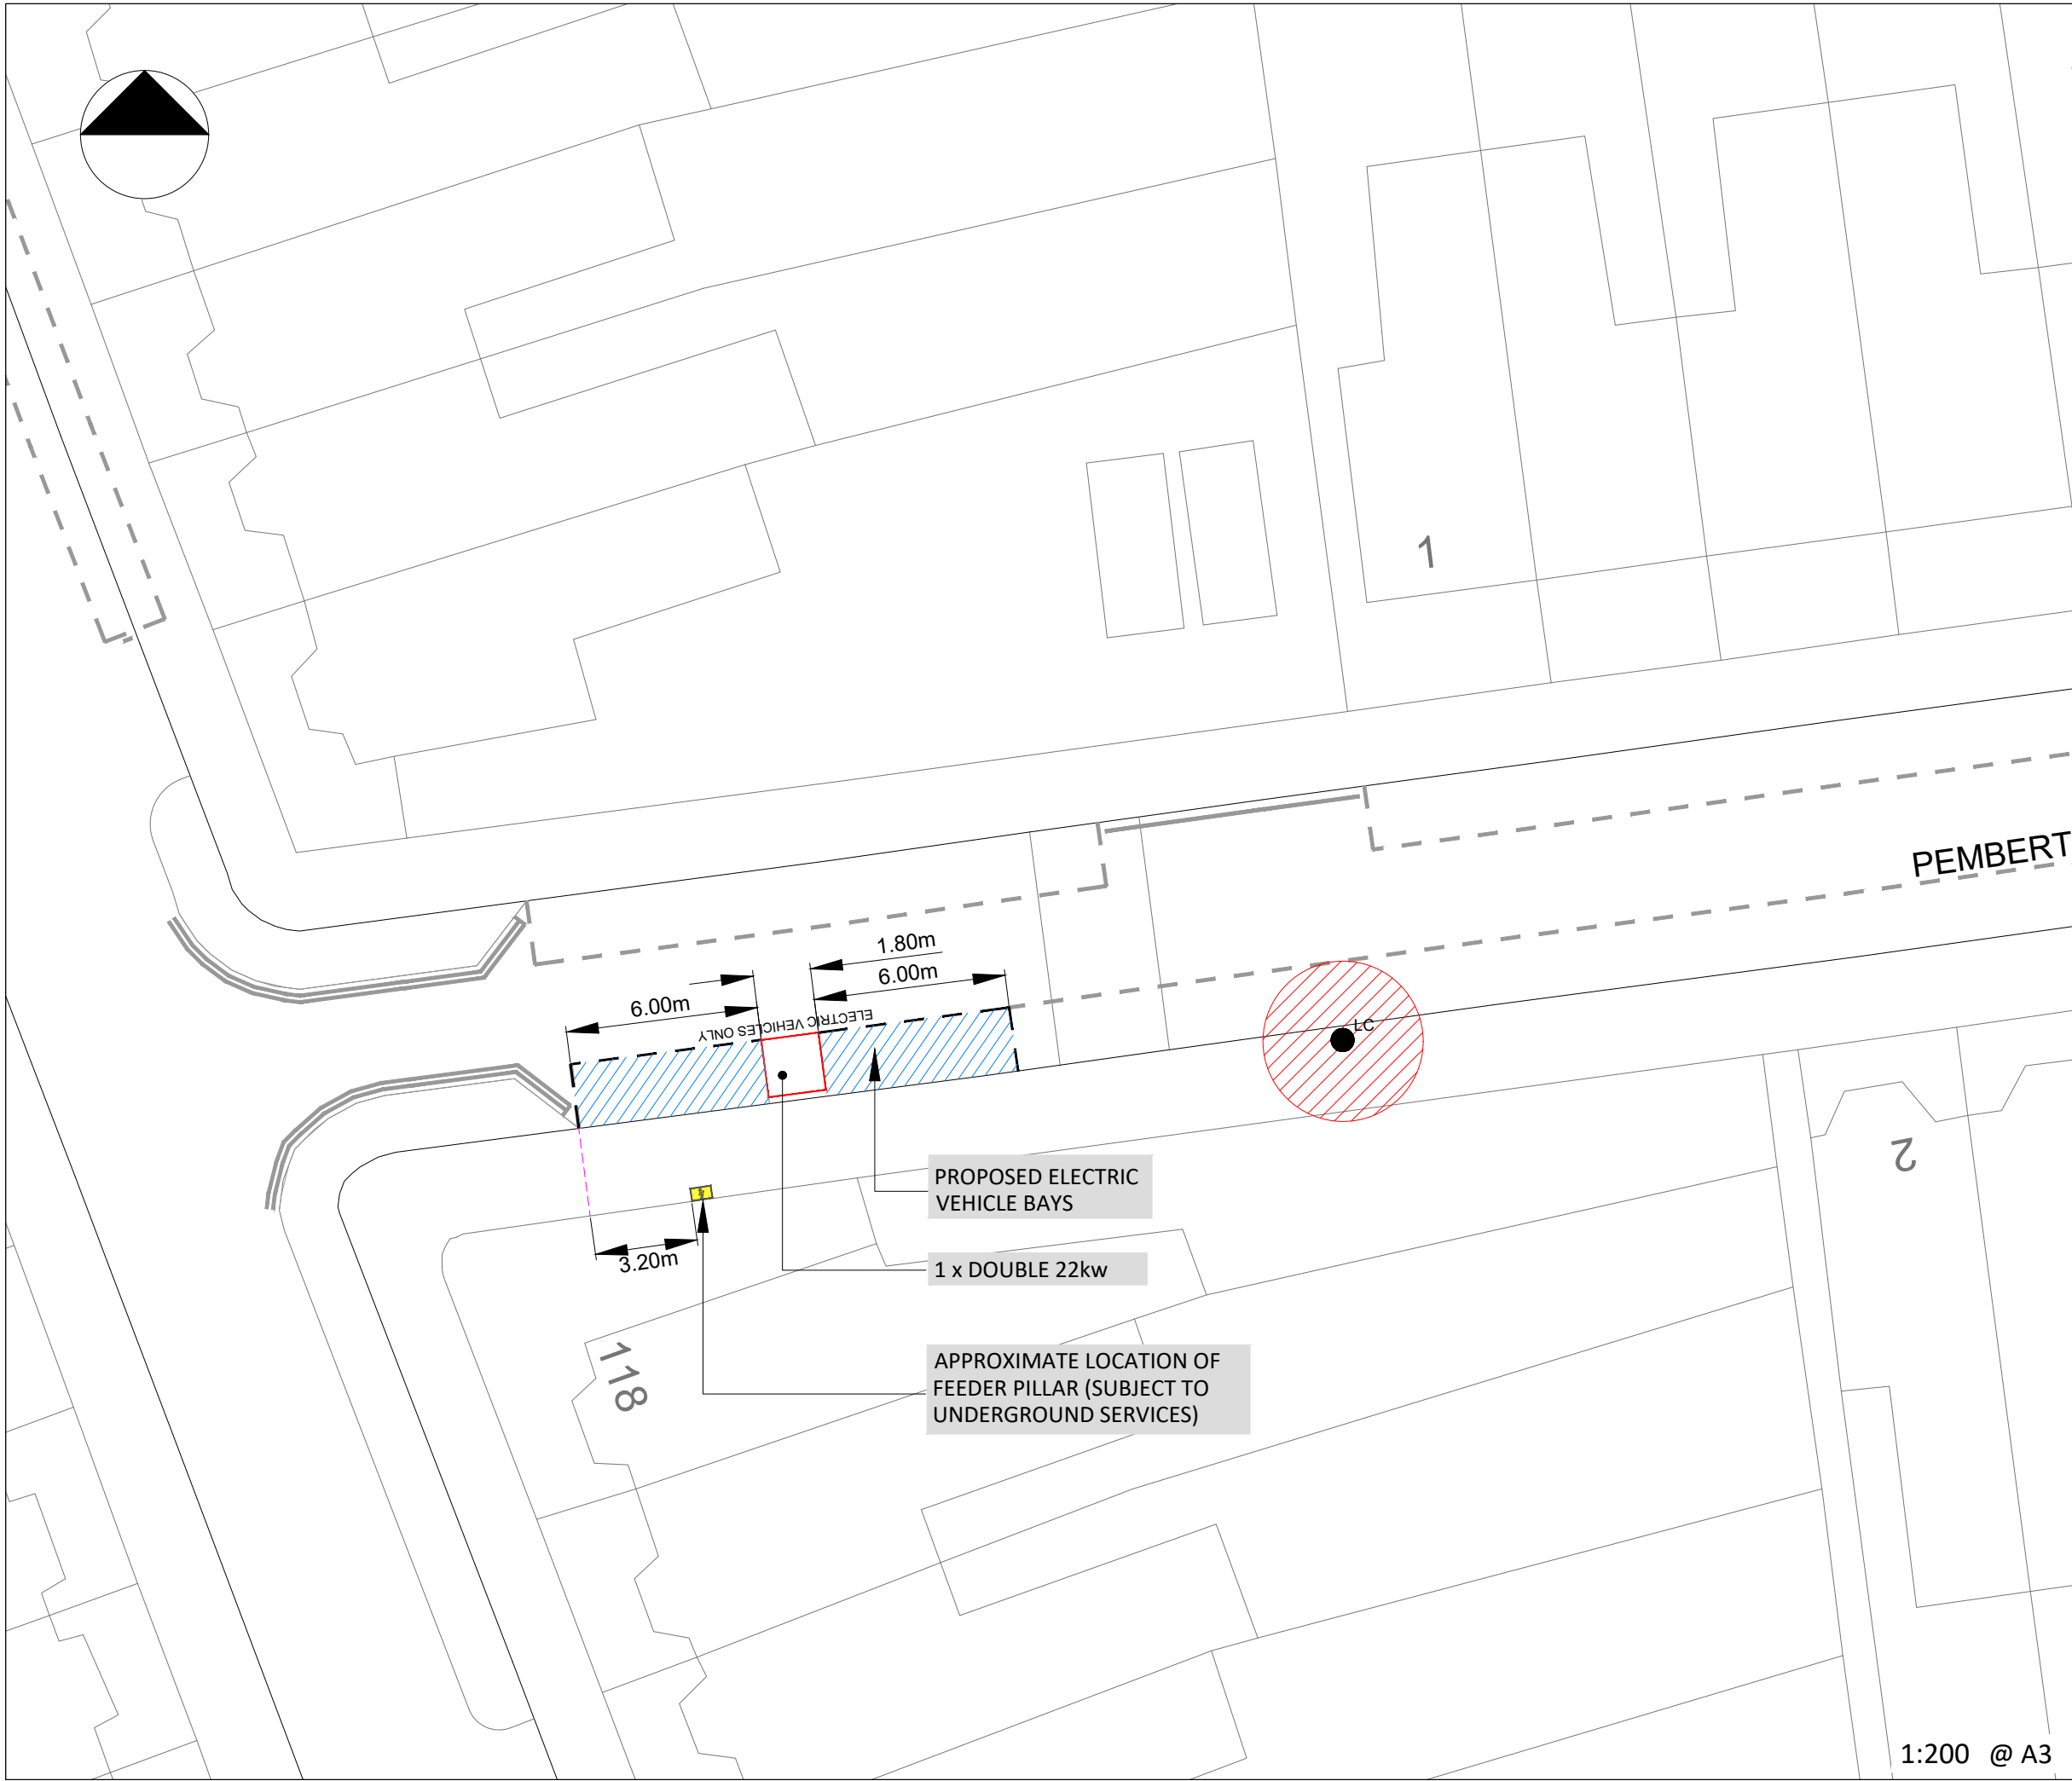 1
PEMBERT
1.80m
6.00m
6.00m
ELECTRIC VEHICLES ONLY
LC
2
PROPOSED ELECTRIC
VEHICLE BAYS
3.20m
1 x DOUBLE 22kw
118
APPROXIMATE LOCATION OF
FEEDER PILLAR (SUBJECT TO
UNDERGROUND SERVICES)
1:200 @ A3